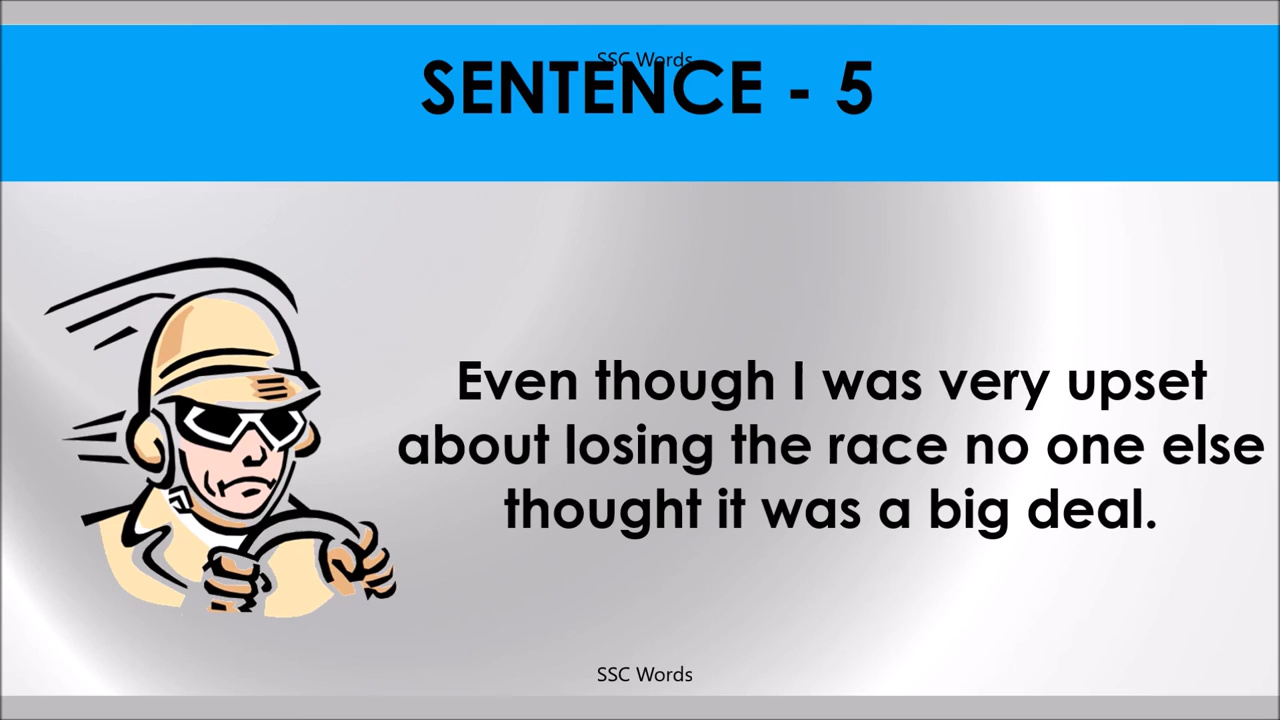 SSC Words
SENTENCE - 5
Even though I was very upset
about losing the race no one else
thought it was a big deal.
SSC Words